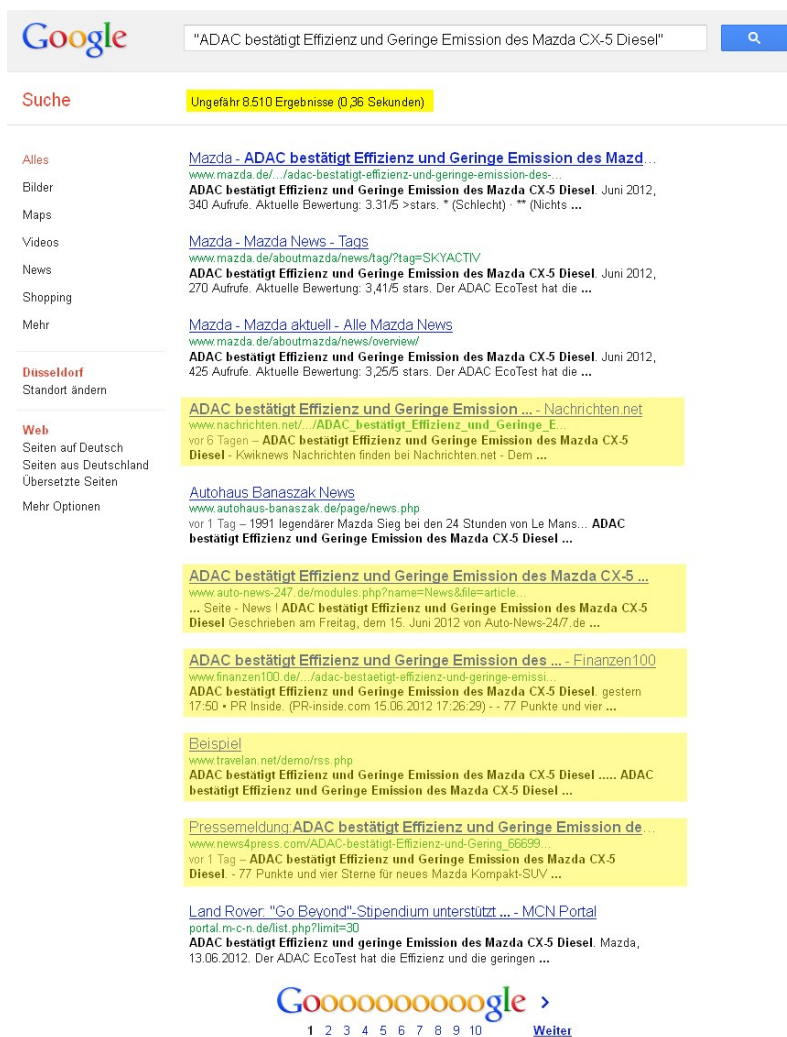 Google
"ADAC bestätigt Effizienz und Geringe Emission des Mazda CX-5 Diesel"
Suche
Ungefähr 8.510 Ergebnisse (0,36 Sekunden)
Alles
Bilder
Maps
Videos
News
Shopping
Mehr
Düsseldorf
Standort ändern
Web
Seiten auf Deutsch
Seiten aus Deutschland
Übersetzte Seiten
Mehr Optionen
Mazda - ADAC bestätigt Effizienz und Geringe Emission des Mazd...
www.mazda.de/.../adac-bestatigt-effizienz-und-geringe-emission-des-...
ADAC bestätigt Effizienz und Geringe Emission des Mazda CX-5 Diesel. Juni 2012,
340 Aufrufe. Aktuelle Bewertung: 3.31/5 >stars. * (Schlecht) · ** (Nichts ...
Mazda - Mazda News - Tags
www.mazda.de/aboutmazda/news/tag/?tag=SKYACTIV
ADAC bestätigt Effizienz und Geringe Emission des Mazda CX-5 Diesel. Juni 2012,
270 Aufrufe. Aktuelle Bewertung: 3,41/5 stars. Der ADAC EcoTest hat die ...
Mazda - Mazda aktuell - Alle Mazda News
www.mazda.de/aboutmazda/news/overview/
ADAC bestätigt Effizienz und Geringe Emission des Mazda CX-5 Diesel. Juni 2012,
425 Aufrufe. Aktuelle Bewertung: 3,25/5 stars. Der ADAC EcoTest hat die ...
ADAC bestätigt Effizienz und Geringe Emission ... - Nachrichten.net
www.nachrichten.net/.../ADAC_bestätigt_Effizienz_und_Geringe_E...
vor 6 Tagen – ADAC bestätigt Effizienz und Geringe Emission des Mazda CX-5
Diesel - Kwiknews Nachrichten finden bei Nachrichten.net - Dem ...
Autohaus Banaszak News
www.autohaus-banaszak.de/page/news.php
vor 1 Tag – 1991 legendärer Mazda Sieg bei den 24 Stunden von Le Mans... ADAC
bestätigt Effizienz und Geringe Emission des Mazda CX-5 Diesel ...
ADAC bestätigt Effizienz und Geringe Emission des Mazda CX-5 ...
www.auto-news-247.de/modules.php?name=News&file=article...
... Seite - News ! ADAC bestätigt Effizienz und Geringe Emission des Mazda CX-5
Diesel Geschrieben am Freitag, dem 15. Juni 2012 von Auto-News-24/7.de ...
ADAC bestätigt Effizienz und Geringe Emission des ... - Finanzen100
www.finanzen100.de/.../adac-bestaetigt-effizienz-und-geringe-emissi...
ADAC bestätigt Effizienz und Geringe Emission des Mazda CX-5 Diesel. gestern
17:50 • PR Inside. (PR-inside.com 15.06.2012 17:26:29) - - 77 Punkte und vier ...
Beispiel
www.travelan.net/demo/rss.php
ADAC bestätigt Effizienz und Geringe Emission des Mazda CX-5 Diesel ..... ADAC
bestätigt Effizienz und Geringe Emission des Mazda CX-5 Diesel ...
Pressemeldung:ADAC bestätigt Effizienz und Geringe Emission de...
www.news4press.com/ADAC-bestätigt-Effizienz-und-Gering_66699...
vor 1 Tag – ADAC bestätigt Effizienz und Geringe Emission des Mazda CX-5
Diesel. - 77 Punkte und vier Sterne für neues Mazda Kompakt-SUV ...
Land Rover: "Go Beyond"-Stipendium unterstützt ... - MCN Portal
portal.m-c-n.de/list.php?limit=30
ADAC bestätigt Effizienz und geringe Emission des Mazda CX-5 Diesel. Mazda,
13.06.2012. Der ADAC EcoTest hat die Effizienz und die geringen ...
Goooooooooogle >
1 2 3 4 5 6 7 8 9 10 Weiter